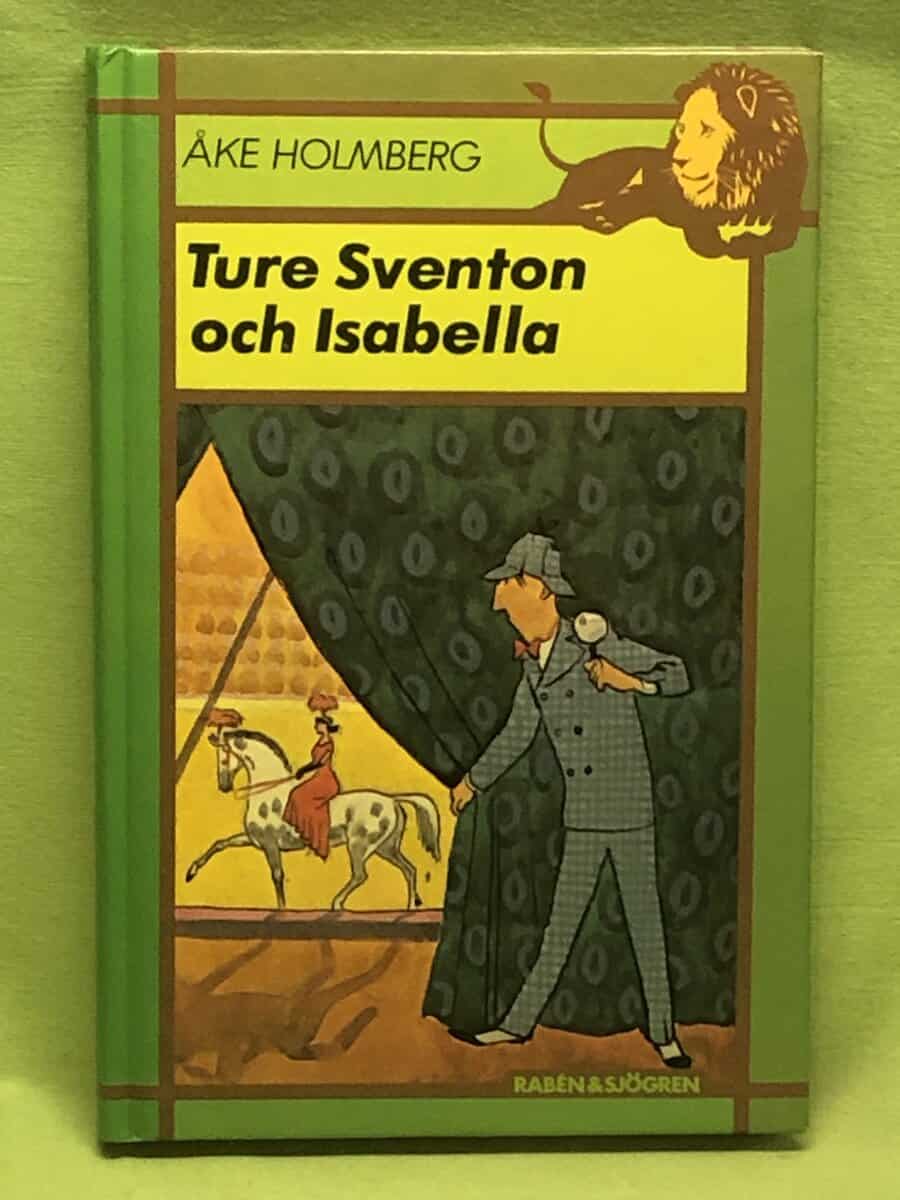 ÅKE HOLMBERG
Ture Sventon
och Isabella
RABÉN & SJÖGREN